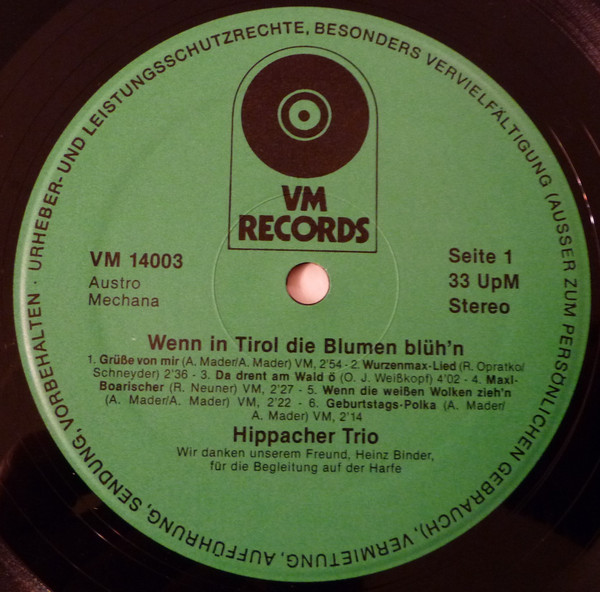 URHEBER- UND LEISTUNGSSCHUTZRECHTE, BESONDERS VERVIELFÄLTIGUNG (AUSSER ZUM PERSÖNLICHEN GEBRAUCH), VERMIETUNG, AUFFÜHRUNG, SENDUNG, VORBEHALTEN ·
VM
RECORDS
VM 14003
Austro
Mechana
Seite 1
33 UpM
Stereo
Wenn in Tirol die Blumen blüh'n
1. Grüße von mir (A. Mader/A. Mader) VM, 2'54 - 2. Wurzenmax-Lied (R. Opratko/
Schneyder) 2'36 - 3. Da drent am Wald ö (O. J. Weißkopf) 4'02 - 4. Maxl-
Boarischer (R. Neuner) VM, 2'27 - 5. Wenn die weißen Wolken zieh'n
(A. Mader/A. Mader) VM, 2'22 - 6. Geburtstags-Polka (A. Mader/
A. Mader) VM, 2'14
Hippacher Trio
Wir danken unserem Freund, Heinz Binder,
für die Begleitung auf der Harfe